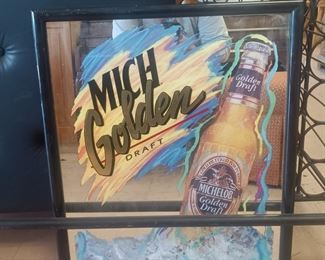 MICH
Golden
DRAFT
Golden
Draft
MICHELOB
Golden
Draft